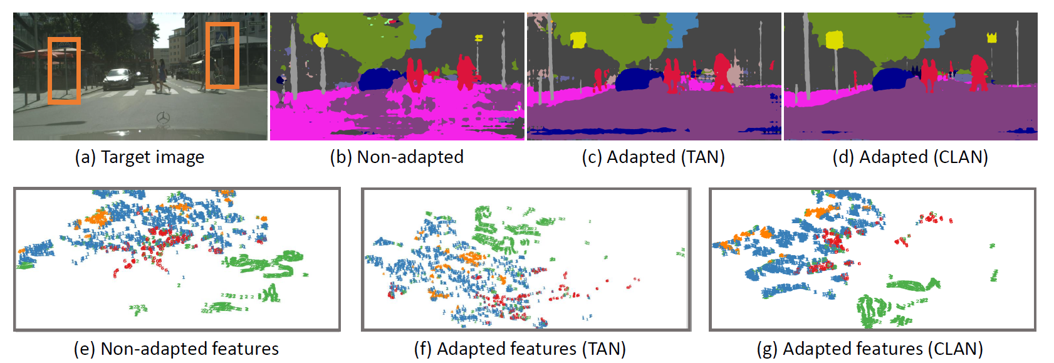 (a) Target image
(b) Non-adapted
(c) Adapted (TAN)
(d) Adapted (CLAN)
(e) Non-adapted features
(f) Adapted features (TAN)
(g) Adapted features (CLAN)